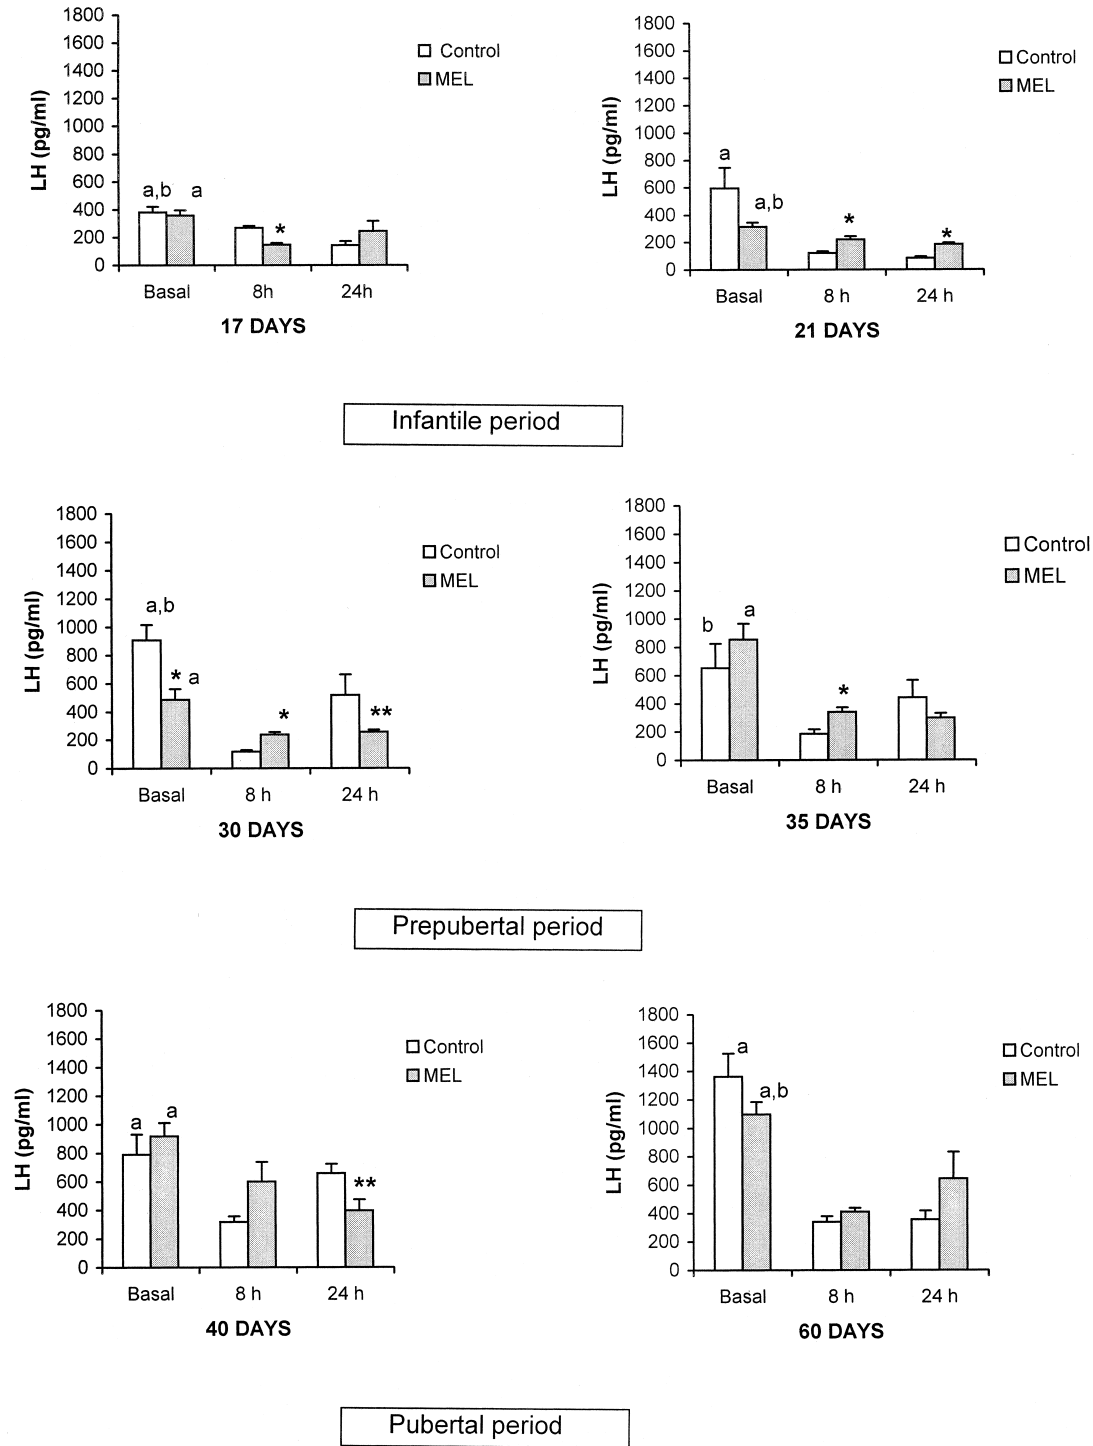 1800
1600
1400
1200
1000
800
600
400
200
0
LH (pg/ml)
Control
MEL
a,b a
*
Basal 8h 24h
17 DAYS
1800
1600
1400
1200
1000
800
600
400
200
0
LH (pg/ml)
Control
MEL
a
a,b
* *
Basal 8 h 24 h
21 DAYS
Infantile period
1800
1600
1400
1200
1000
800
600
400
200
0
LH (pg/ml)
Control
MEL
a,b
* a
* **
Basal 8 h 24 h
30 DAYS
1800
1600
1400
1200
1000
800
600
400
200
0
LH (pg/ml)
Control
MEL
b a
*
Basal 8 h 24 h
35 DAYS
Prepubertal period
1800
1600
1400
1200
1000
800
600
400
200
0
LH (pg/ml)
Control
MEL
a a
**
Basal 8 h 24 h
40 DAYS
1800
1600
1400
1200
1000
800
600
400
200
0
LH (pg/ml)
Control
MEL
a
a,b
Basal 8 h 24 h
60 DAYS
Pubertal period